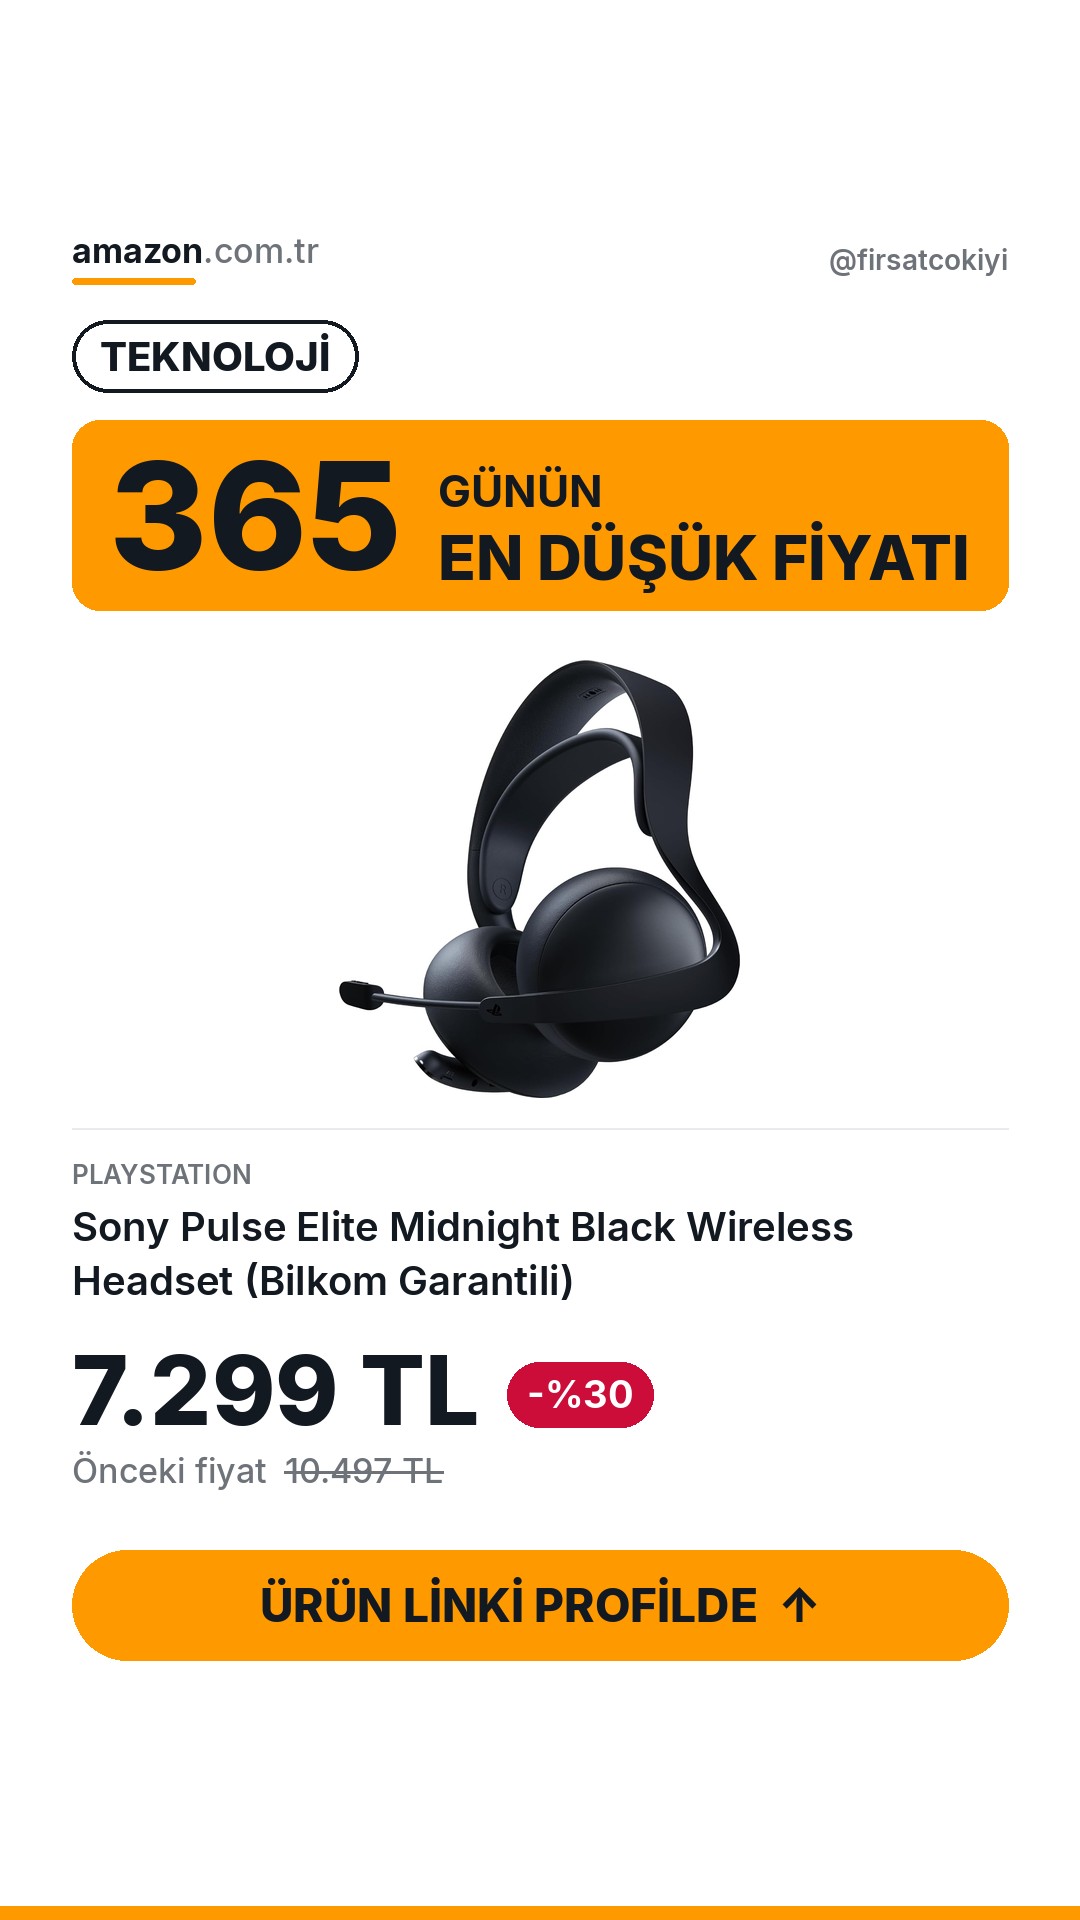 amazon.com.tr
@firsatcokiyi
TEKNOLOJİ
365 GÜNÜN
EN DÜŞÜK FİYATI
PLAYSTATION
Sony Pulse Elite Midnight Black Wireless
Headset (Bilkom Garantili)
7.299 TL -%30
Önceki fiyat 10.497 TL
ÜRÜN LİNKİ PROFİLDE ↑